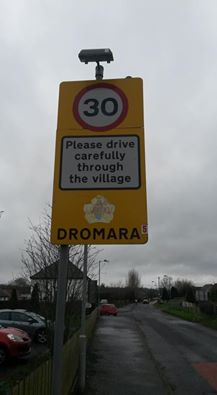 30
Please drive
carefully
through
the village
DROMARA